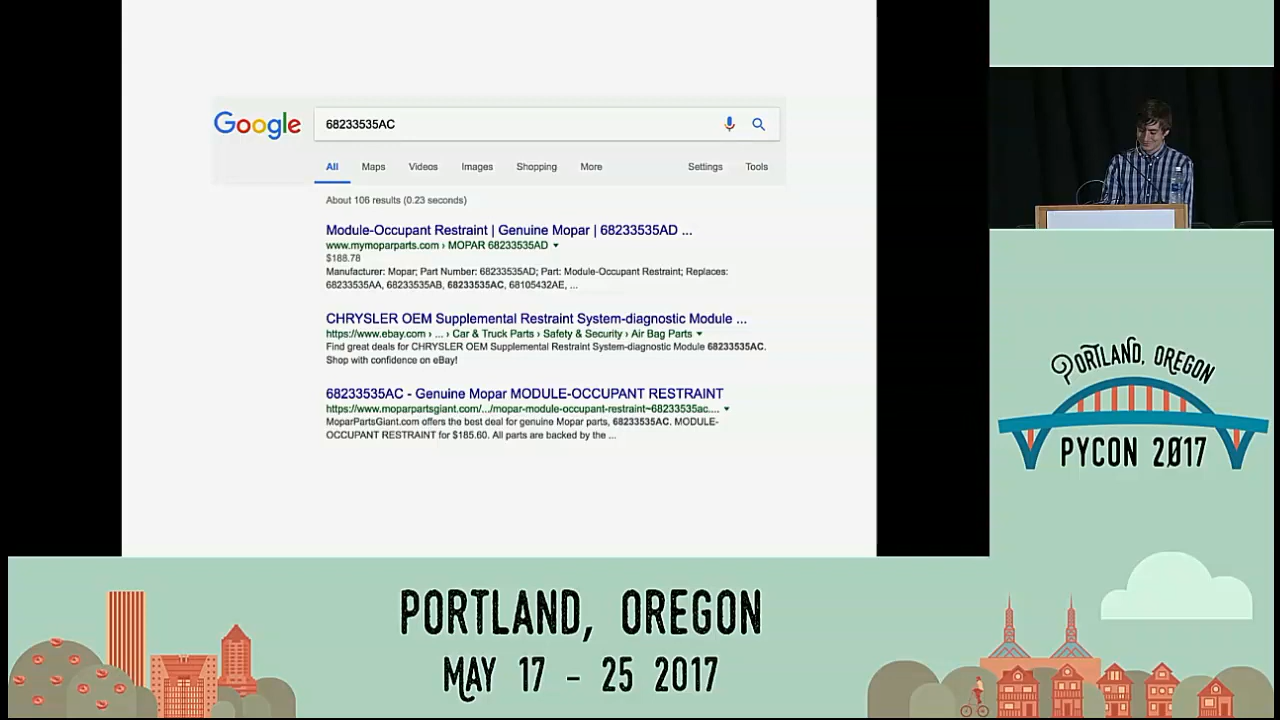 Google
68233535AC
All Maps Videos Images Shopping More Settings Tools
About 106 results (0.23 seconds)
Module-Occupant Restraint | Genuine Mopar | 68233535AD ...
www.mymoparparts.com › MOPAR 68233535AD
$188.78
Manufacturer: Mopar; Part Number: 68233535AD; Part: Module-Occupant Restraint; Replaces:
68233535AA, 68233535AB, 68233535AC, 68105432AE, ...
CHRYSLER OEM Supplemental Restraint System-diagnostic Module ...
https://www.ebay.com › ... › Car & Truck Parts › Safety & Security › Air Bag Parts
Find great deals for CHRYSLER OEM Supplemental Restraint System-diagnostic Module 68233535AC.
Shop with confidence on eBay!
68233535AC - Genuine Mopar MODULE-OCCUPANT RESTRAINT
https://www.moparpartsgiant.com/.../mopar-module-occupant-restraint~68233535ac....
MoparPartsGiant.com offers the best deal for genuine Mopar parts, 68233535AC. MODULE-
OCCUPANT RESTRAINT for $185.60. All parts are backed by the ...
PORTLAND, OREGON
PYCON 2017
PORTLAND, OREGON
MAY 17 - 25 2017